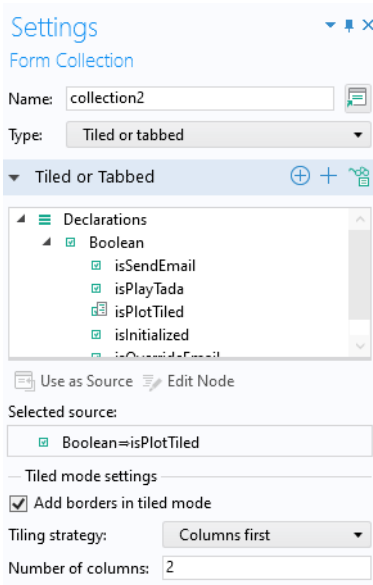 Settings
Form Collection
Name: collection2
Type: Tiled or tabbed
Tiled or Tabbed
Declarations
Boolean
isSendEmail
isPlayTada
isPlotTiled
isInitialized
isOverrideEmail
Use as Source Edit Node
Selected source:
Boolean=isPlotTiled
Tiled mode settings
Add borders in tiled mode
Tiling strategy: Columns first
Number of columns: 2